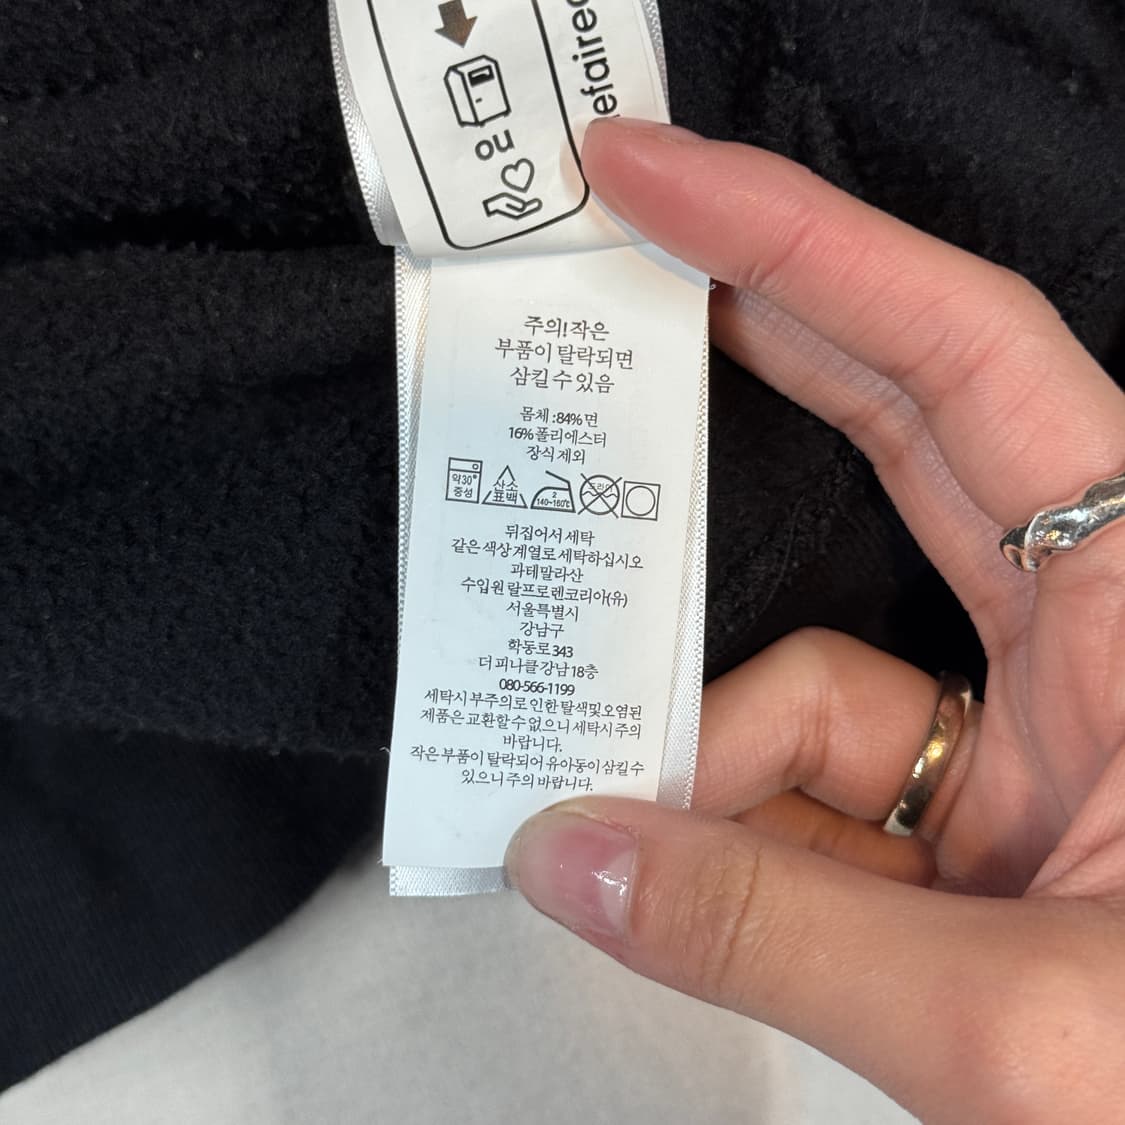 OU
주의!작은
부품이 탈락되면
삼킬 수 있음
몸체 : 84% 면
16% 폴리에스터
장식 제외
약30°
중성
산소
표백
2
140~160℃
드라이
뒤집어서 세탁
같은 색상 계열로 세탁하십시오
과테말라산
수입원 랄프로렌코리아(유)
서울특별시
강남구
학동로 343
더 피나클 강남 18층
080-566-1199
세탁시 부주의로 인한 탈색및오염된
제품은 교환할 수 없으니 세탁시 주의
바랍니다.
작은 부품이 탈락되어 유아동이 삼킬 수
있으니 주의 바랍니다.